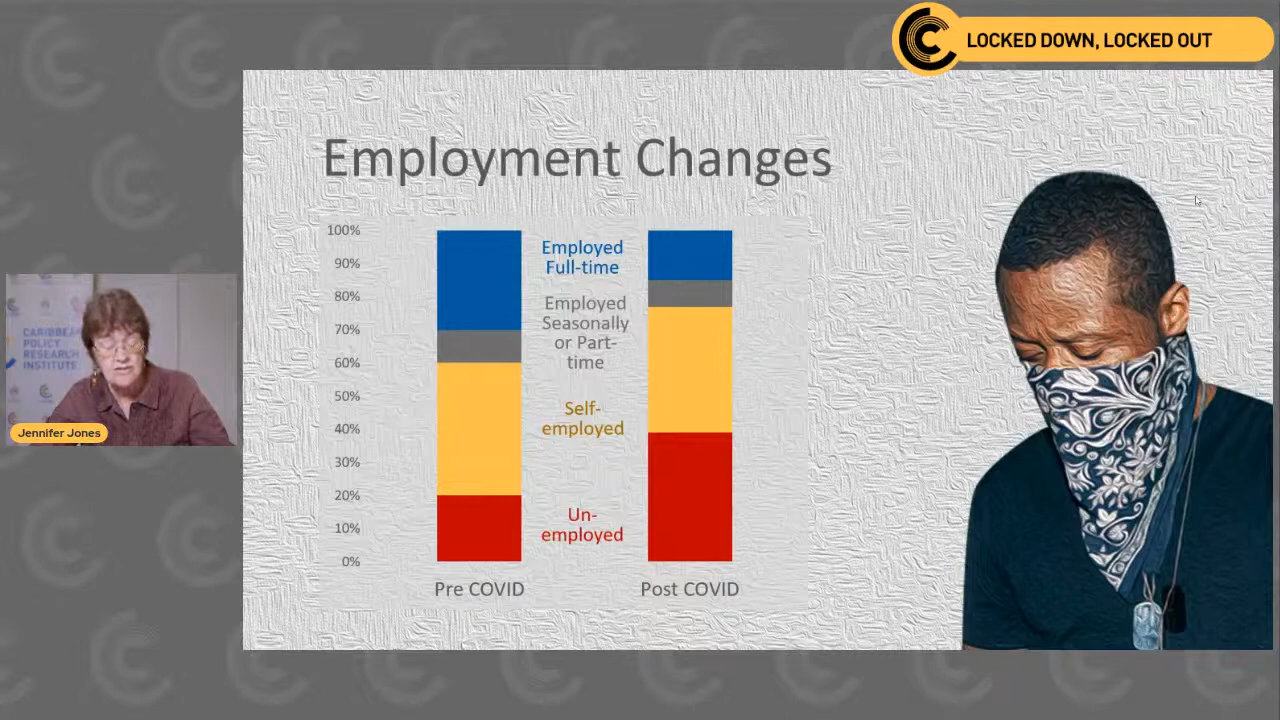 LOCKED DOWN, LOCKED OUT
Employment Changes
100%
90%
80%
70%
60%
50%
40%
30%
20%
10%
0%
Employed
Full-time
Employed
Seasonally
or Part-
time
Self-
employed
Un-
employed
Pre COVID
Post COVID
CARIBBEAN
POLICY
RESEARCH
INSTITUTE
Jennifer Jones